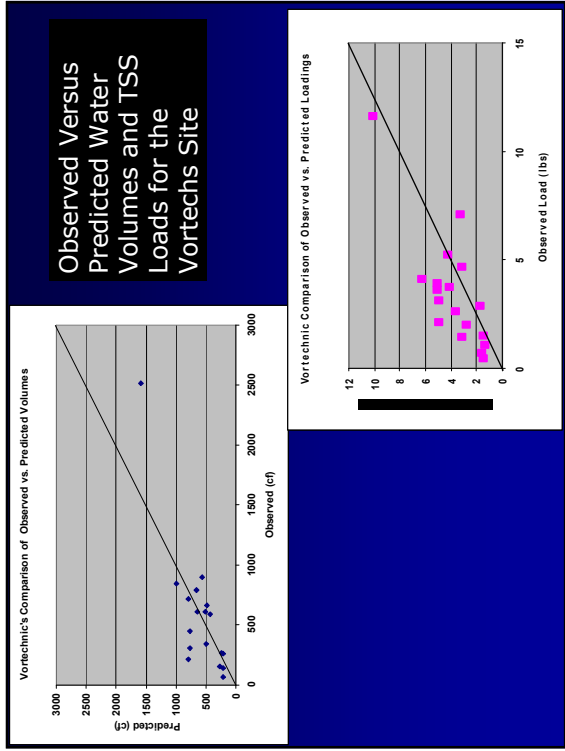 Observed Versus
Predicted Water
Volumes and TSS
Loads for the
Vortechs Site
Vortechnic's Comparison of Observed vs. Predicted Volumes
3000
2500
2000
1500
1000
500
0
Predicted (cf)
0
500
1000
1500
2000
2500
3000
Observed (cf)
Vortechnic Comparison of Observed vs. Predicted Loadings
12
10
8
6
4
2
0
0
5
10
15
Observed Load (lbs)